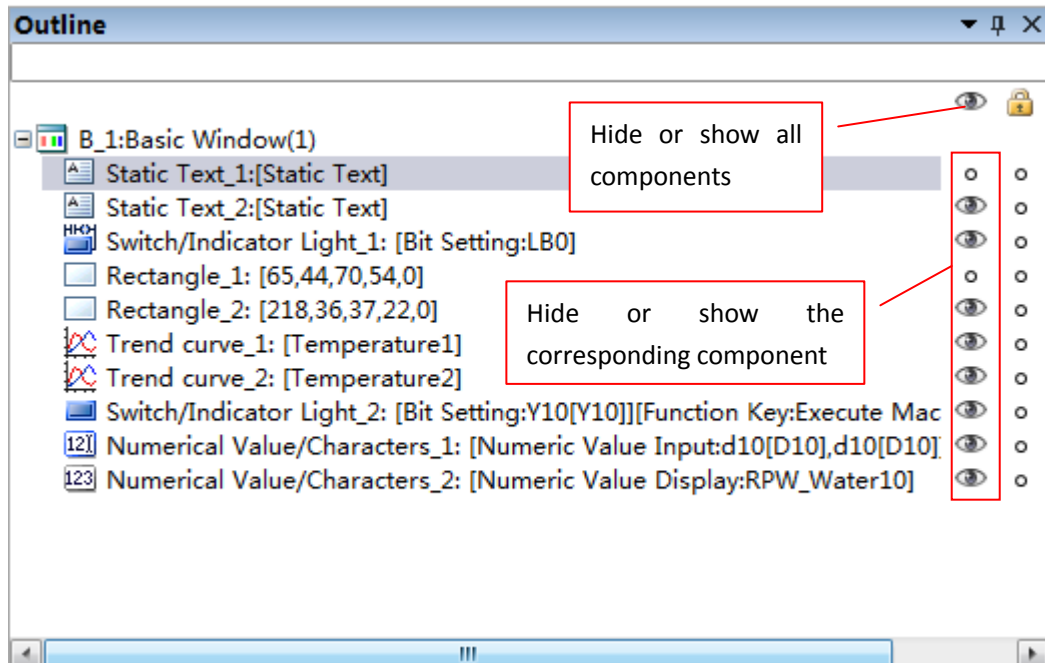 Outline
Hide or show all
components
B_1:Basic Window(1)
Static Text_1:[Static Text]
Static Text_2:[Static Text]
Switch/Indicator Light_1: [Bit Setting:LB0]
Rectangle_1: [65,44,70,54,0]
Rectangle_2: [218,36,37,22,0]
Hide or show the
corresponding component
Trend curve_1: [Temperature1]
Trend curve_2: [Temperature2]
Switch/Indicator Light_2: [Bit Setting:Y10[Y10]][Function Key:Execute Mac
Numerical Value/Characters_1: [Numeric Value Input:d10[D10],d10[D10]]
123 Numerical Value/Characters_2: [Numeric Value Display:RPW_Water10]